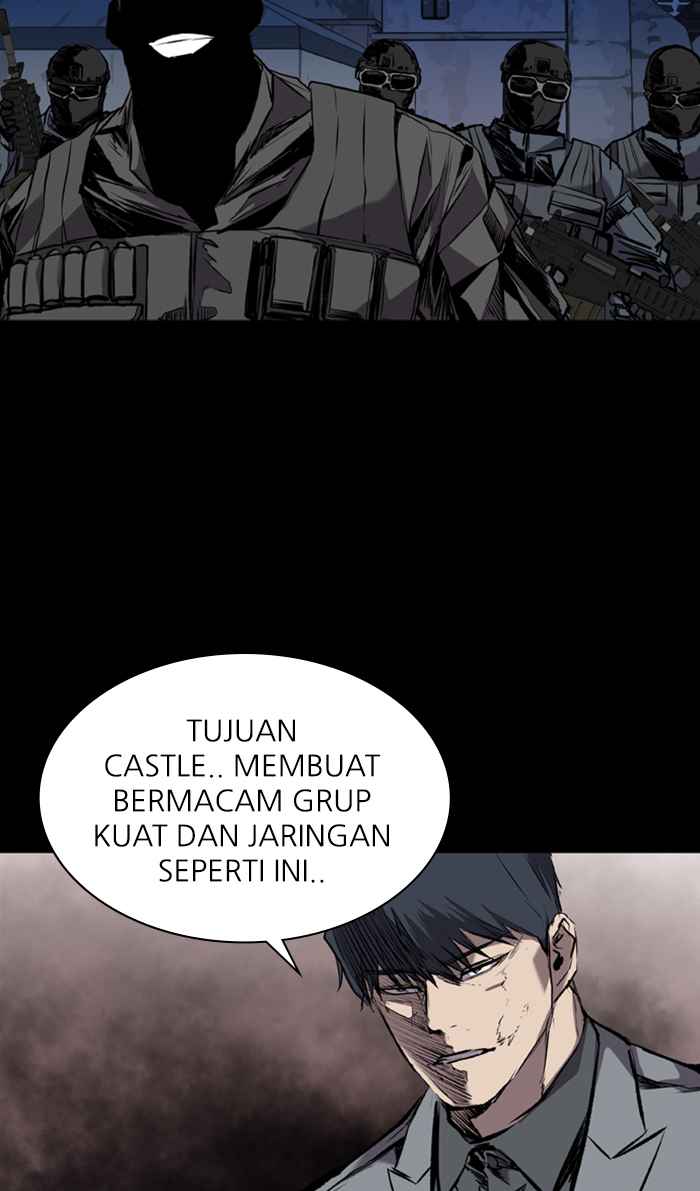 TUJUAN
CASTLE.. MEMBUAT
BERMACAM GRUP
KUAT DAN JARINGAN
SEPERTI INI..